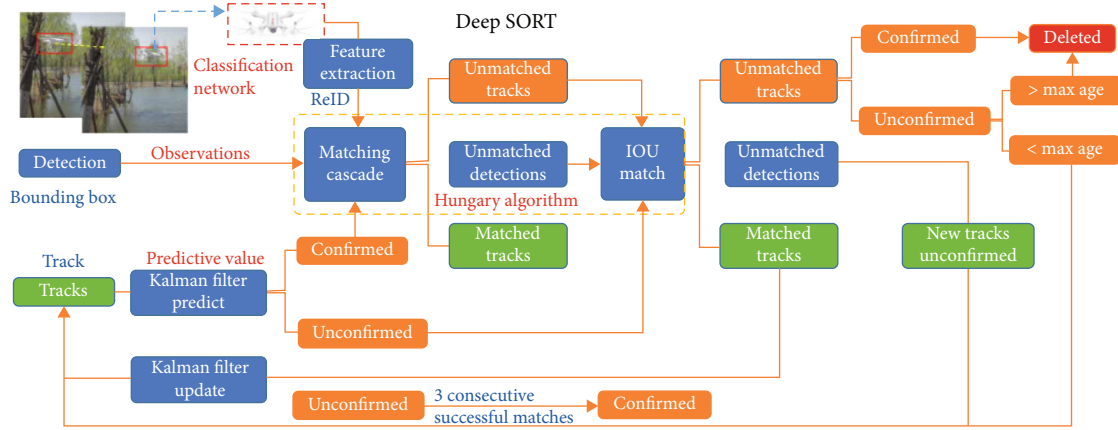 Deep SORT
Classification
network
Feature
extraction
ReID
Unmatched
tracks
Unmatched
tracks
Confirmed
Deleted
> max age
Unconfirmed
< max age
Detection
Observations
Bounding box
Matching
cascade
Unmatched
detections
IOU
match
Unmatched
detections
Hungary algorithm
Confirmed
Matched
tracks
Matched
tracks
New tracks
unconfirmed
Track
Predictive value
Tracks
Kalman filter
predict
Unconfirmed
Kalman filter
update
Unconfirmed
3 consecutive
successful matches
Confirmed